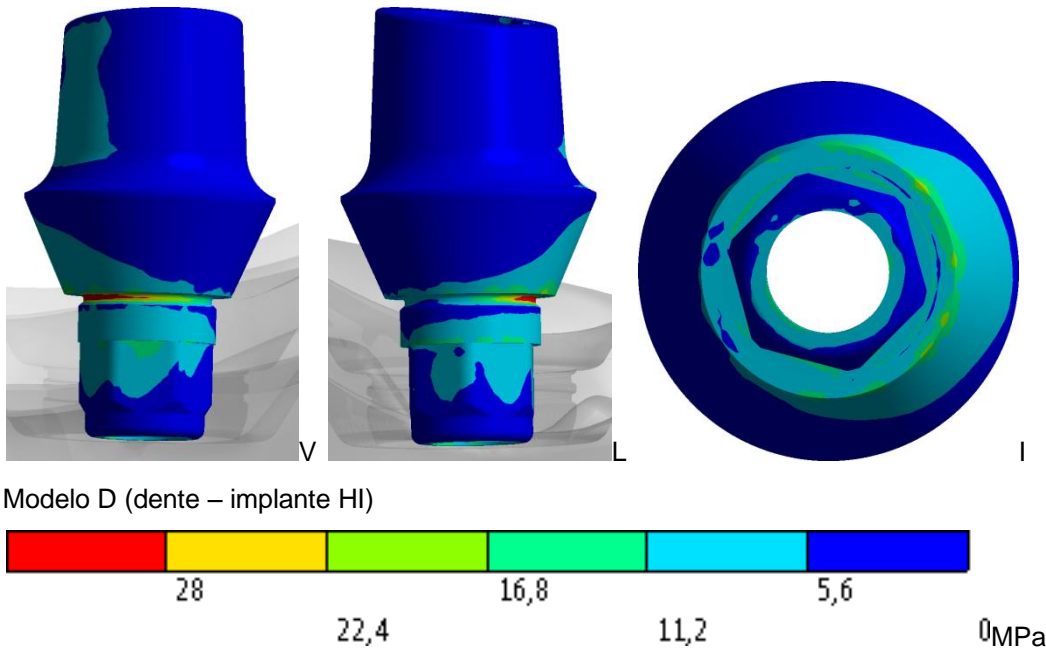 V L I
Modelo D (dente – implante HI)
28 16,8 5,6
22,4 11,2 0MPa